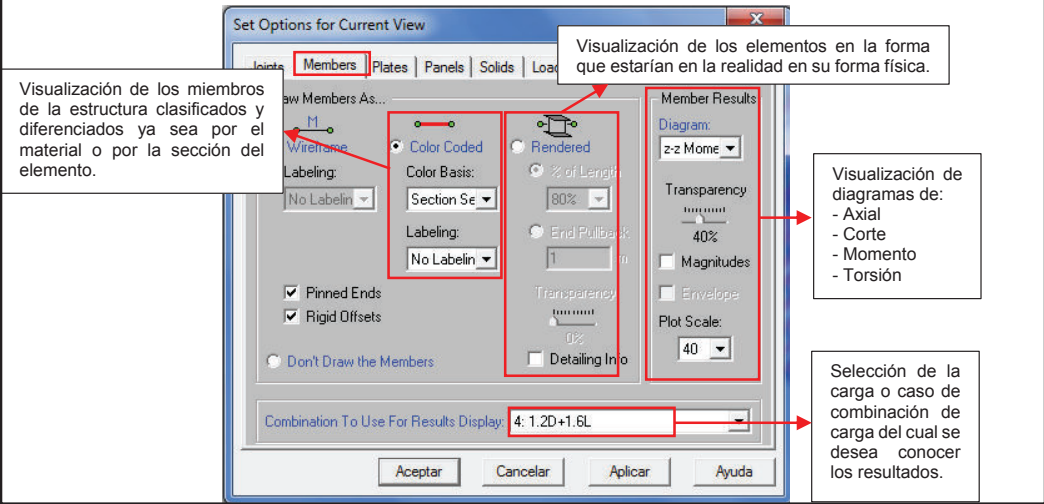 Set Options for Current View
x
Visualización de los elementos en la forma
que estarían en la realidad en su forma física.
Members
Plates
Panels
Solids
Visualización de los miembros
de la estructura clasificados y
diferenciados ya sea por el
material o por la sección del
elemento.
Member Results
M
Wireframe
Color Coded
Rendered
Diagram:
z-z Mome
Labeling:
No Labelin
Color Basis:
Section Se
% of Length
80%
Transparency
40%
Labeling:
No Labelin
End Pullback
1
m
Magnitudes
Envelope
Pinned Ends
Rigid Offsets
Transparency
0%
Plot Scale:
40
Don't Draw the Members
Detailing Info
Visualización de
diagramas de:
- Axial
- Corte
- Momento
- Torsión
Combination To Use For Results Display:
4: 1.2D+1.6L
Selección de la
carga o caso de
combinación de
carga del cual se
desea conocer
los resultados.
Aceptar
Cancelar
Aplicar
Ayuda